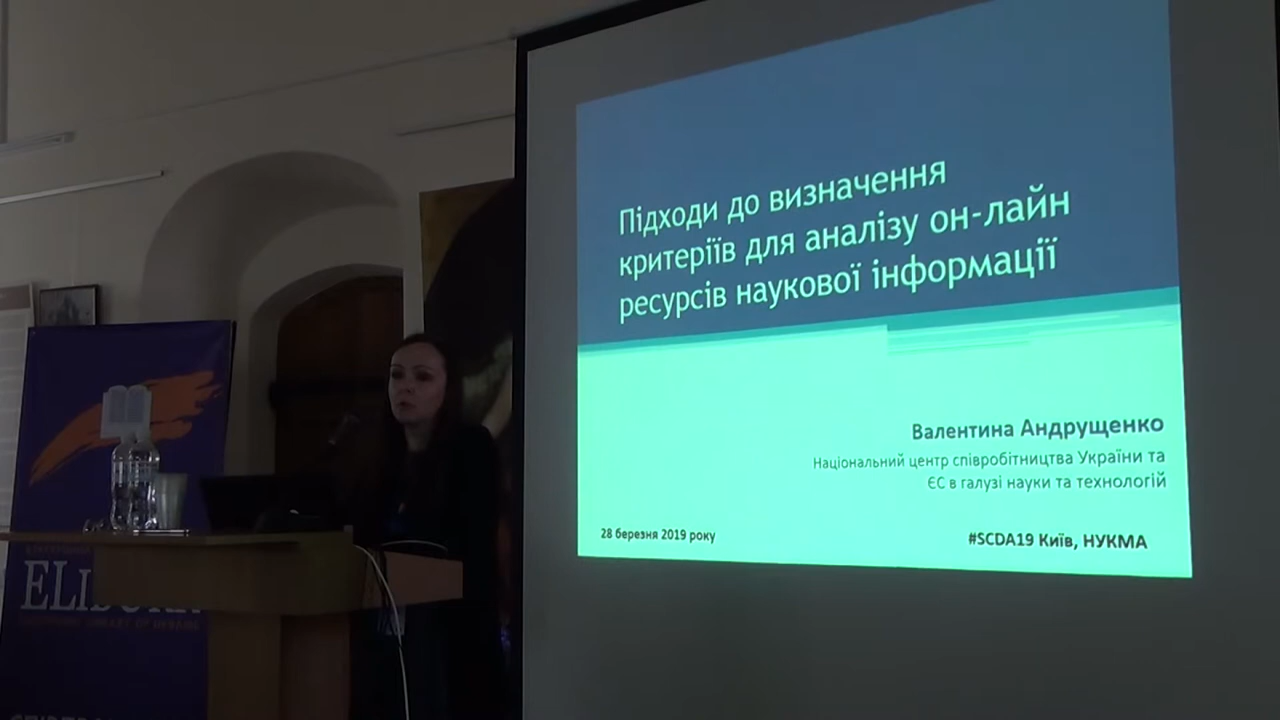 Підходи до визначення
критеріїв для аналізу он-лайн
ресурсів наукової інформації
Валентина Андрущенко
Національний центр співробітництва України та
ЄС в галузі науки та технологій
28 березня 2019 року
#SCDA19 Київ, НУКМА